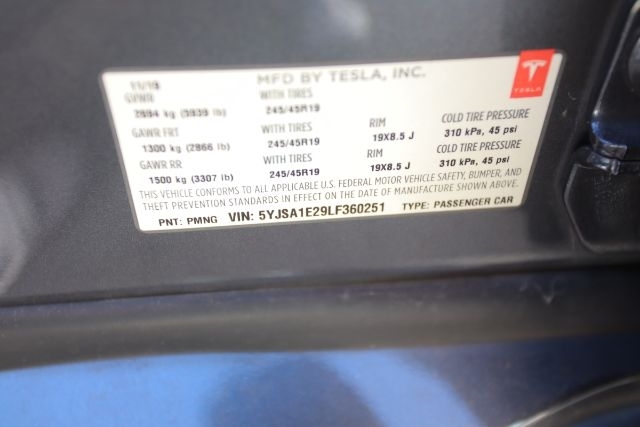 MFD BY TESLA, INC.
TESLA
11/19
GVWR WITH TIRES
2694 kg (5939 lb) 245/45R19
GAWR FRT WITH TIRES RIM COLD TIRE PRESSURE
1300 kg (2866 lb) 245/45R19 19X8.5 J 310 kPa, 45 psi
GAWR RR WITH TIRES RIM COLD TIRE PRESSURE
1500 kg (3307 lb) 245/45R19 19X8.5 J 310 kPa, 45 psi
THIS VEHICLE CONFORMS TO ALL APPLICABLE U.S. FEDERAL MOTOR VEHICLE SAFETY, BUMPER, AND
THEFT PREVENTION STANDARDS IN EFFECT ON THE DATE OF MANUFACTURE SHOWN ABOVE.
PNT: PMNG VIN: 5YJSA1E29LF360251 TYPE: PASSENGER CAR